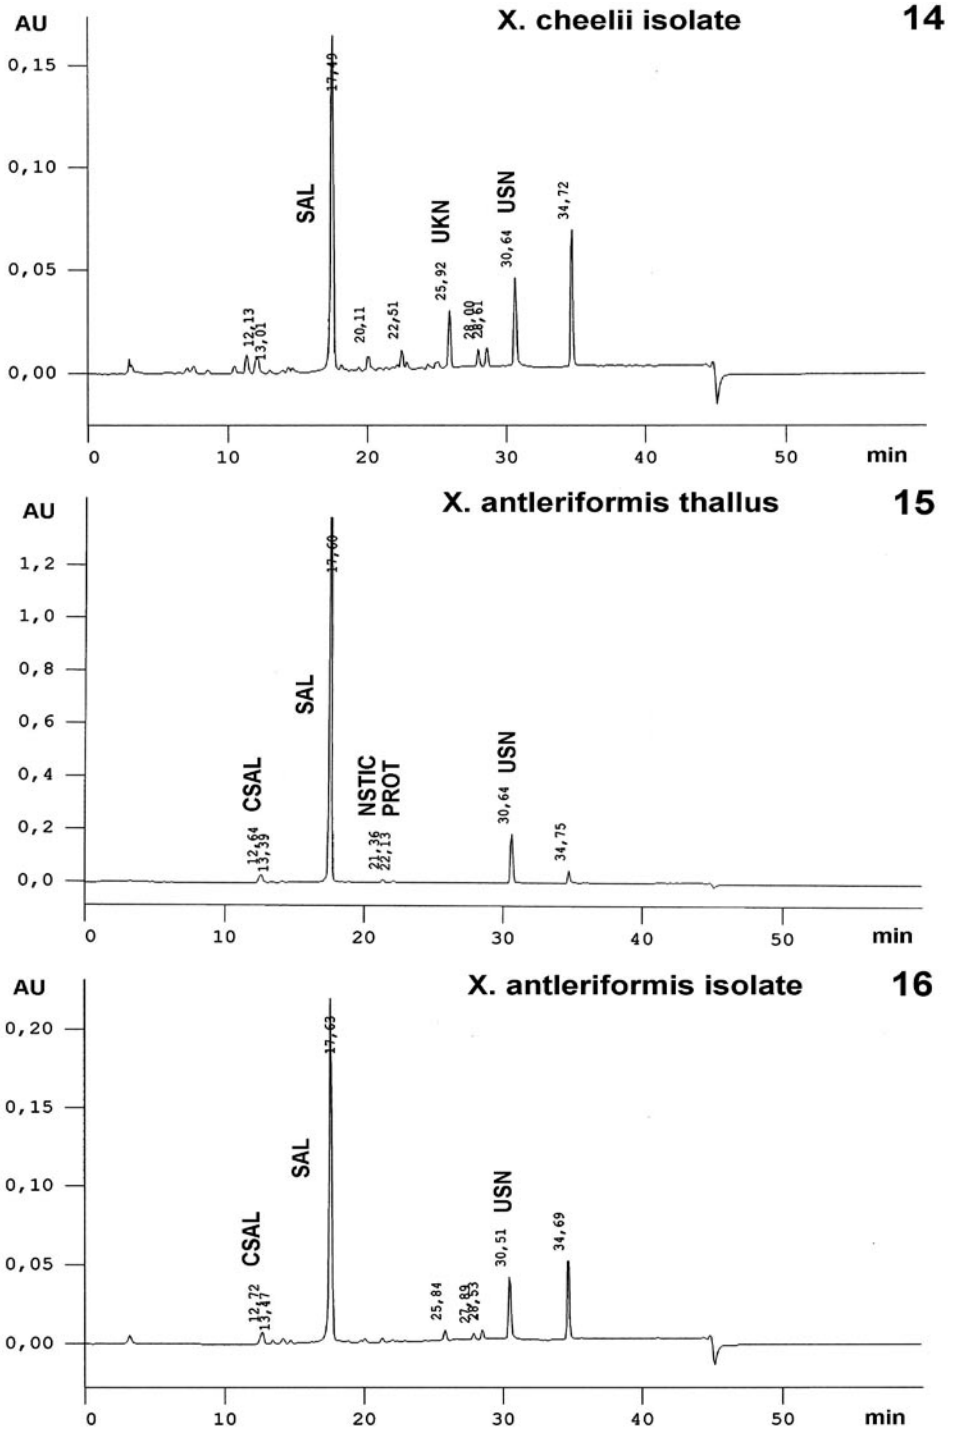 AU
X. cheelii isolate
14
0,15
0,10
0,05
0,00
12,13
13,01
SAL
17,49
20,11
22,51
UKN
25,92
28,00
28,61
USN
30,64
34,72
0 10 20 30 40 50 min
AU
X. antleriformis thallus
15
1,2
1,0
0,8
0,6
0,4
0,2
0,0
CSAL
12,64
13,39
SAL
17,60
NSTIC
PROT
21,36
22,13
USN
30,64
34,75
0 10 20 30 40 50 min
AU
X. antleriformis isolate
16
0,20
0,15
0,10
0,05
0,00
CSAL
12,72
13,47
SAL
17,63
25,84
27,89
28,53
USN
30,51
34,69
0 10 20 30 40 50 min